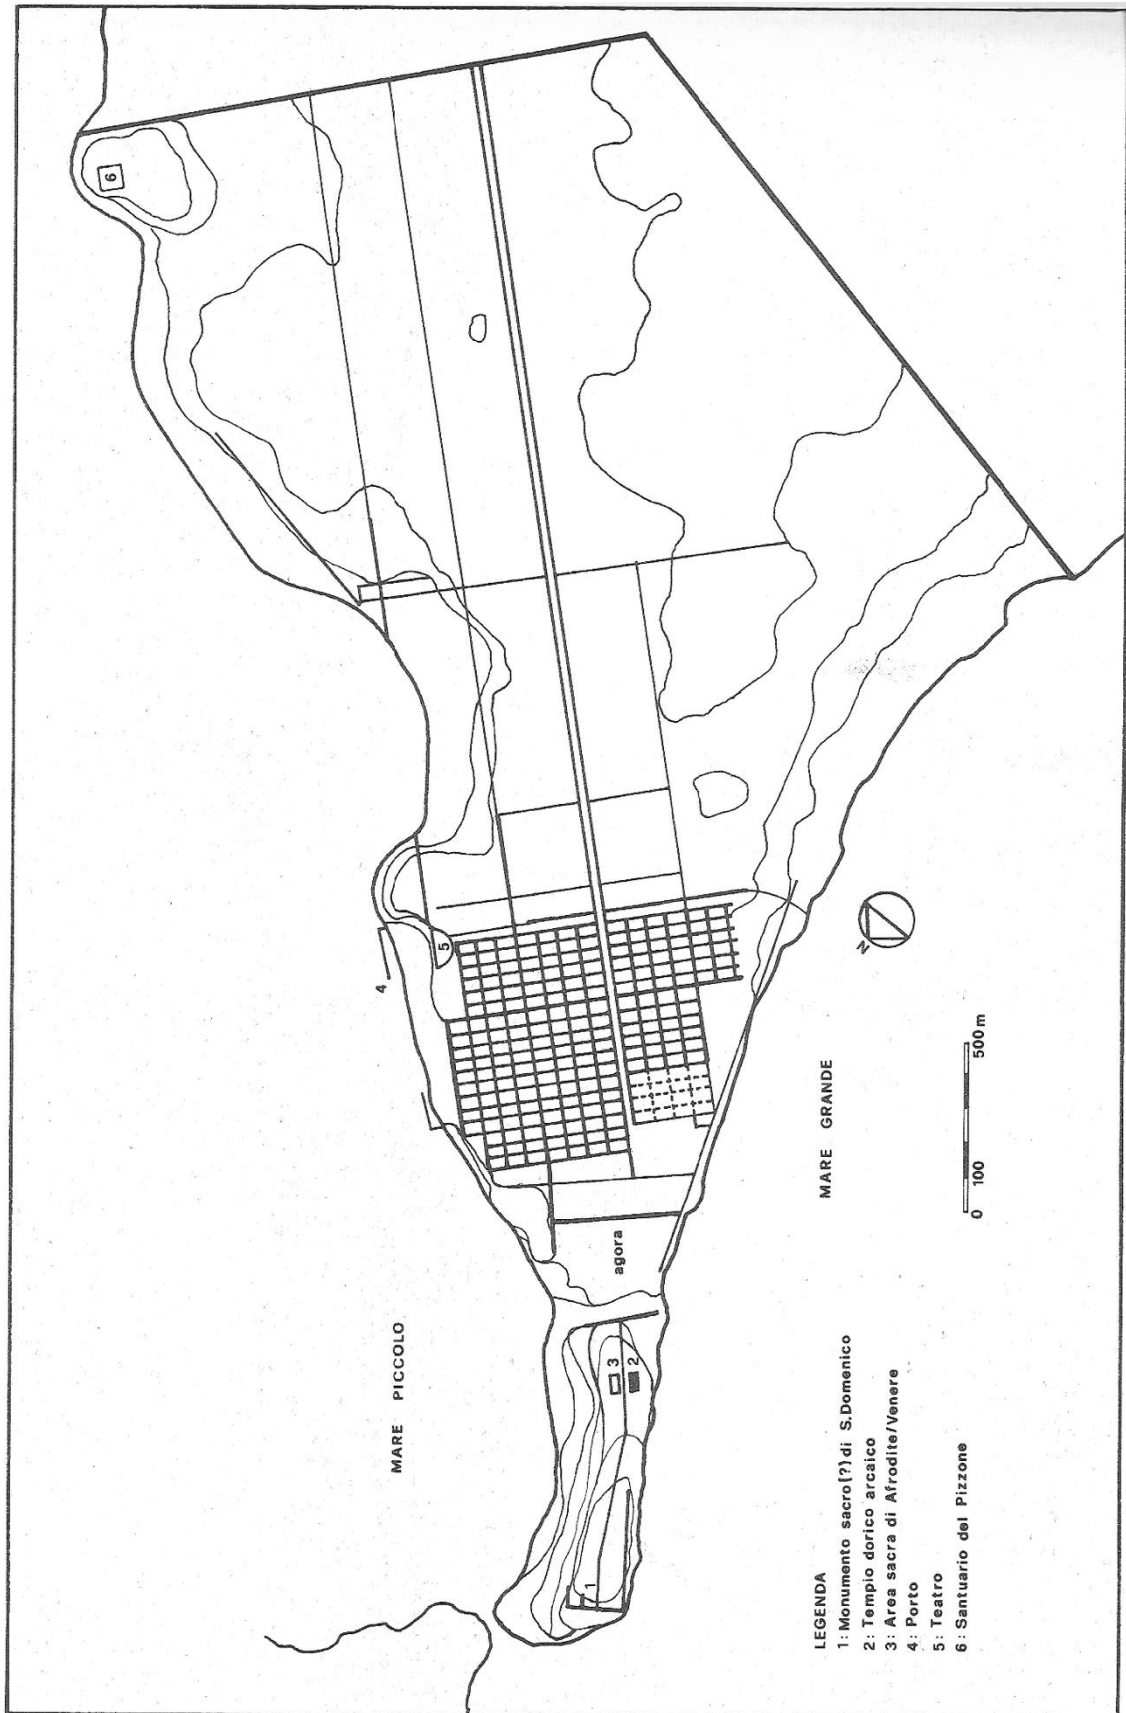 MARE PICCOLO
6
5
4
agora
3
2
1
MARE GRANDE
N
0 100 500m
LEGENDA
1: Monumento sacro(?) di S.Domenico
2: Tempio dorico arcaico
3: Area sacra di Afrodite/Venere
4: Porto
5: Teatro
6: Santuario del Pizzone